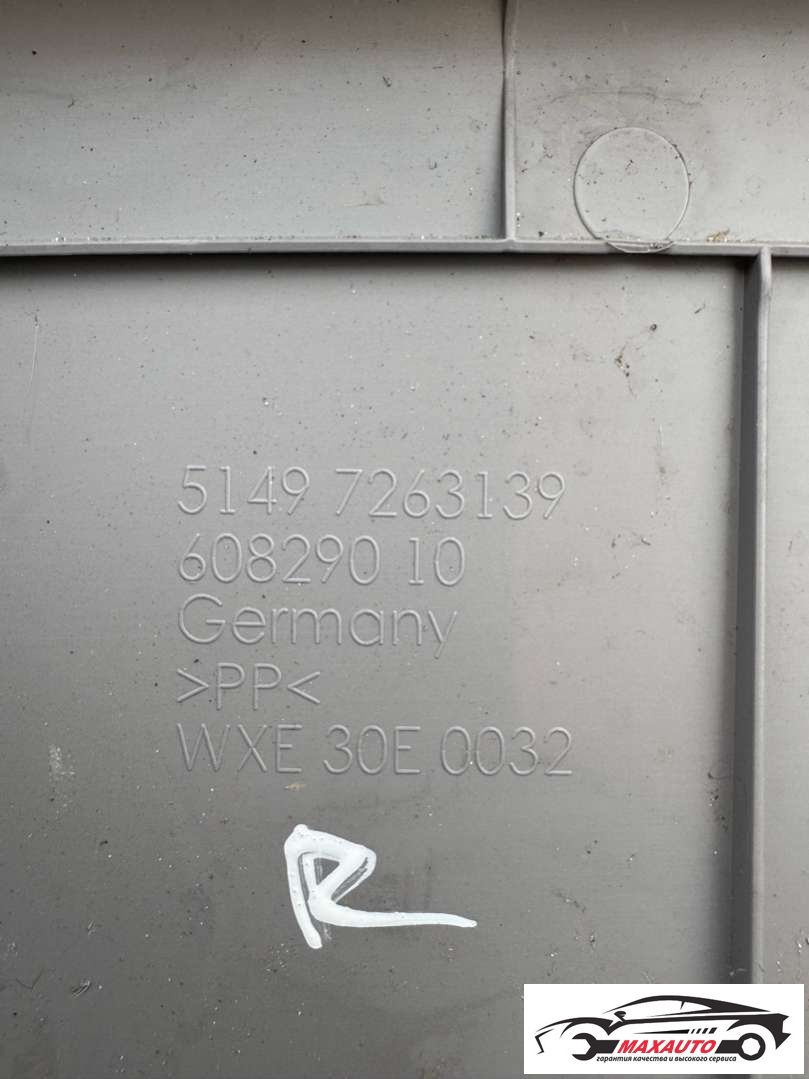 5149 7263139
608290 10
Germany
>PP<
WXE 30E 0032
R
MAXAUTO
гарантия качества и высокого сервиса